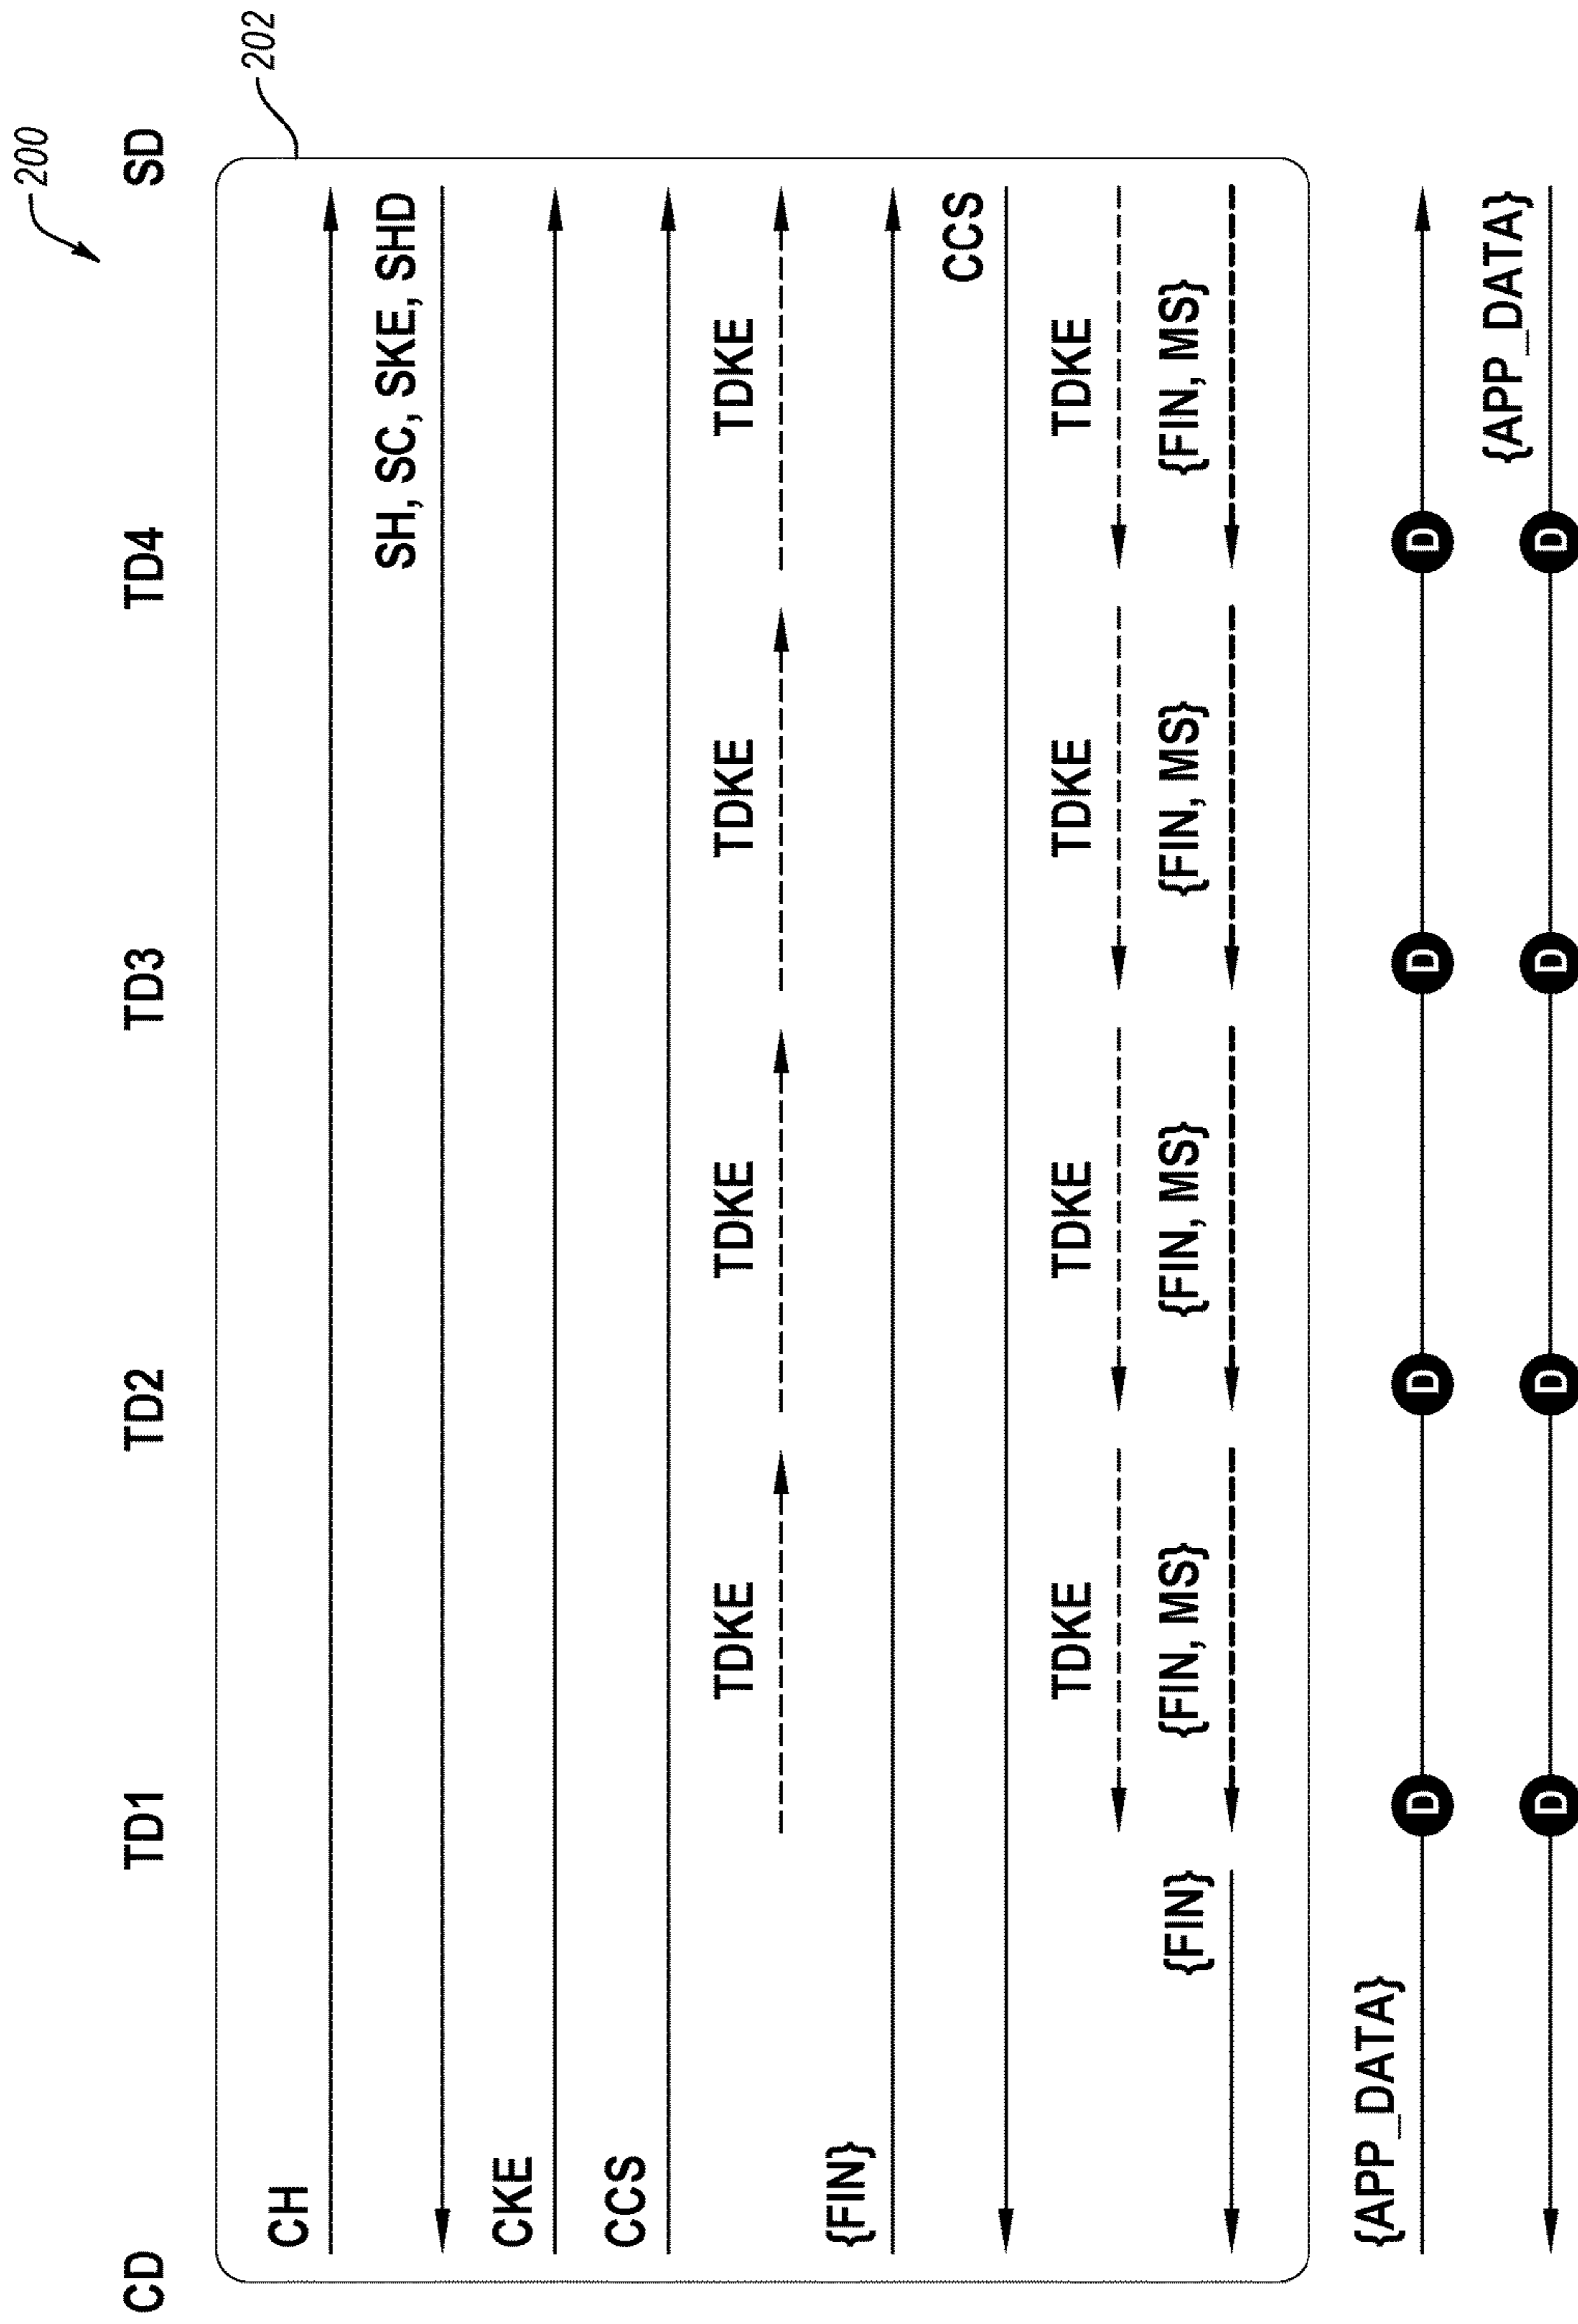 200
CD TD1 TD2 TD3 TD4 SD
202
CH
SH, SC, SKE, SHD
CKE
CCS
TDKE TDKE TDKE TDKE
{FIN}
CCS
TDKE TDKE TDKE TDKE
{FIN} {FIN, MS} {FIN, MS} {FIN, MS} {FIN, MS}
{APP_DATA}
D D D D
{APP_DATA}
D D D D